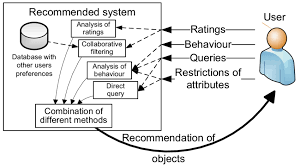 Recommended system
User
Analysis of
ratings
Collaborative
filtering
Database with
other users
preferences
Analysis of
behaviour
Direct
query
Combination of
different methods
Ratings
Behaviour
Queries
Restrictions of
attributes
Recommendation of
objects